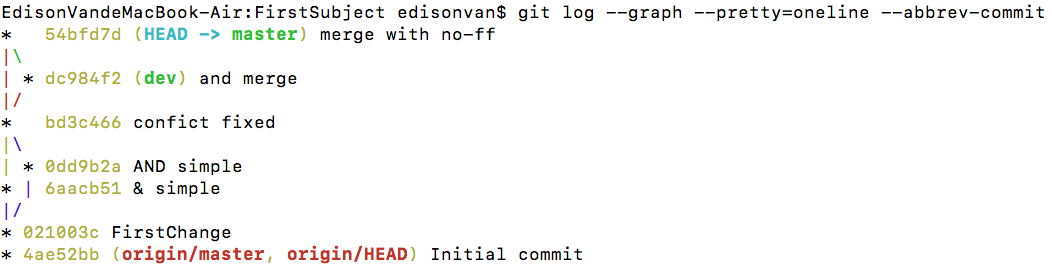 EdisonVandeMacBook-Air:FirstSubject edisonvan$ git log --graph --pretty=oneline --abbrev-commit
*   54bfd7d (HEAD -> master) merge with no-ff
|\
| * dc984f2 (dev) and merge
|/
*   bd3c466 confict fixed
|\
| * 0dd9b2a AND simple
* | 6aacb51 & simple
|/
* 021003c FirstChange
* 4ae52bb (origin/master, origin/HEAD) Initial commit